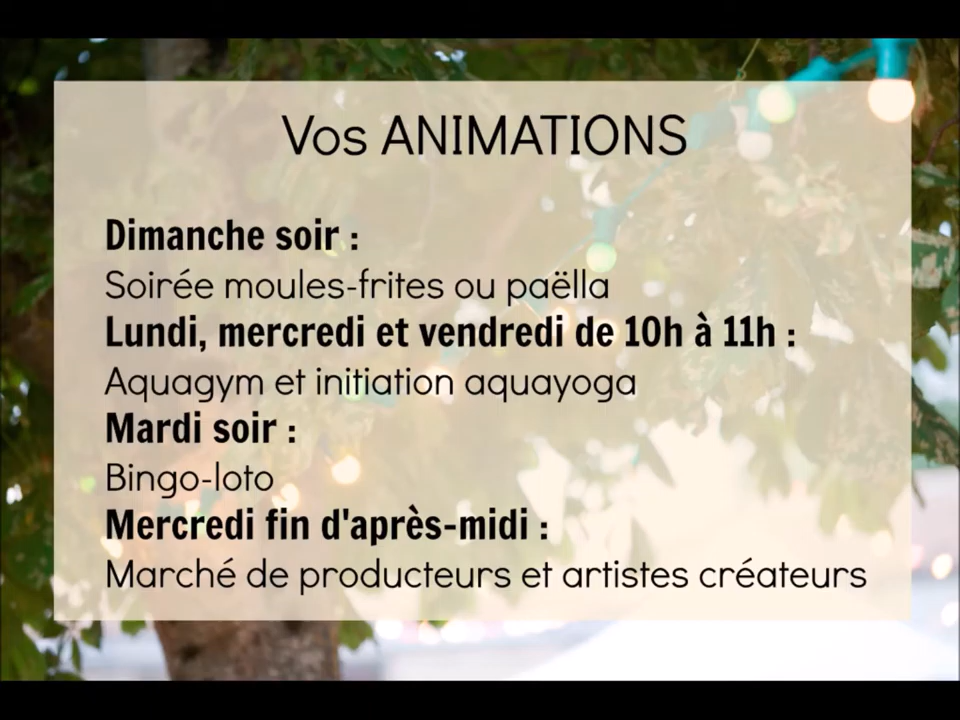 Vos ANIMATIONS
Dimanche soir :
Soirée moules-frites ou paëlla
Lundi, mercredi et vendredi de 10h à 11h :
Aquagym et initiation aquayoga
Mardi soir :
Bingo-loto
Mercredi fin d'après-midi :
Marché de producteurs et artistes créateurs